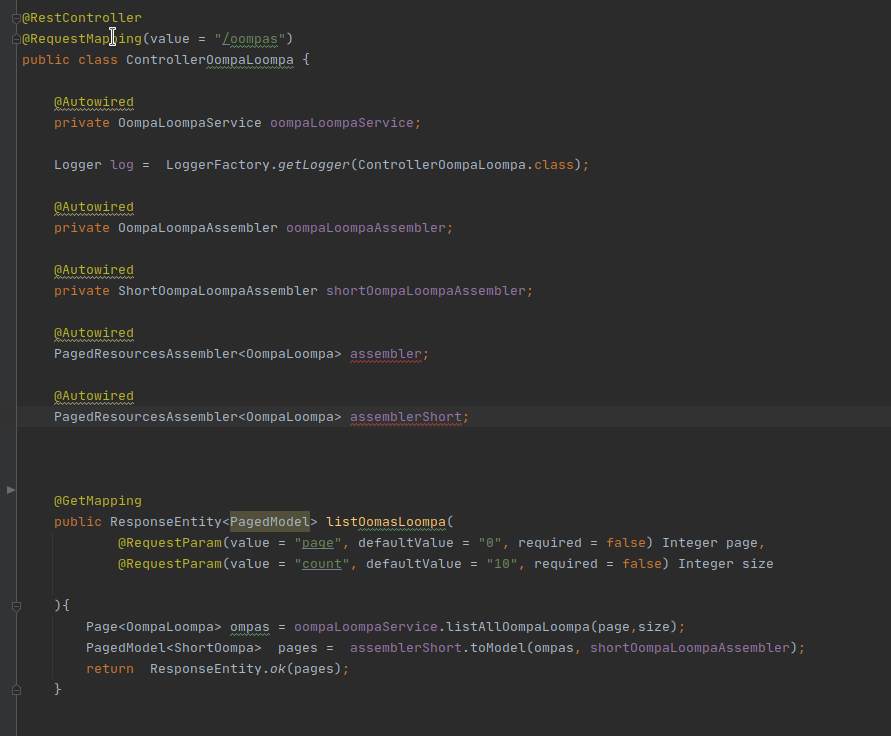 @RestController
@RequestMapping(value = "/oompas")
public class ControllerOompaLoompa {
@Autowired
private OompaLoompaService oompaLoompaService;
Logger log =  LoggerFactory.getLogger(ControllerOompaLoompa.class);
@Autowired
private OompaLoompaAssembler oompaLoompaAssembler;
@Autowired
private ShortOompaLoompaAssembler shortOompaLoompaAssembler;
@Autowired
PagedResourcesAssembler<OompaLoompa> assembler;
@Autowired
PagedResourcesAssembler<OompaLoompa> assemblerShort;
@GetMapping
public ResponseEntity<PagedModel> listOomasLoompa(
@RequestParam(value = "page", defaultValue = "0", required = false) Integer page,
@RequestParam(value = "count", defaultValue = "10", required = false) Integer size
){
Page<OompaLoompa> ompas = oompaLoompaService.listAllOompaLoompa(page,size);
PagedModel<ShortOompa>  pages =  assemblerShort.toModel(ompas, shortOompaLoompaAssembler);
return  ResponseEntity.ok(pages);
}